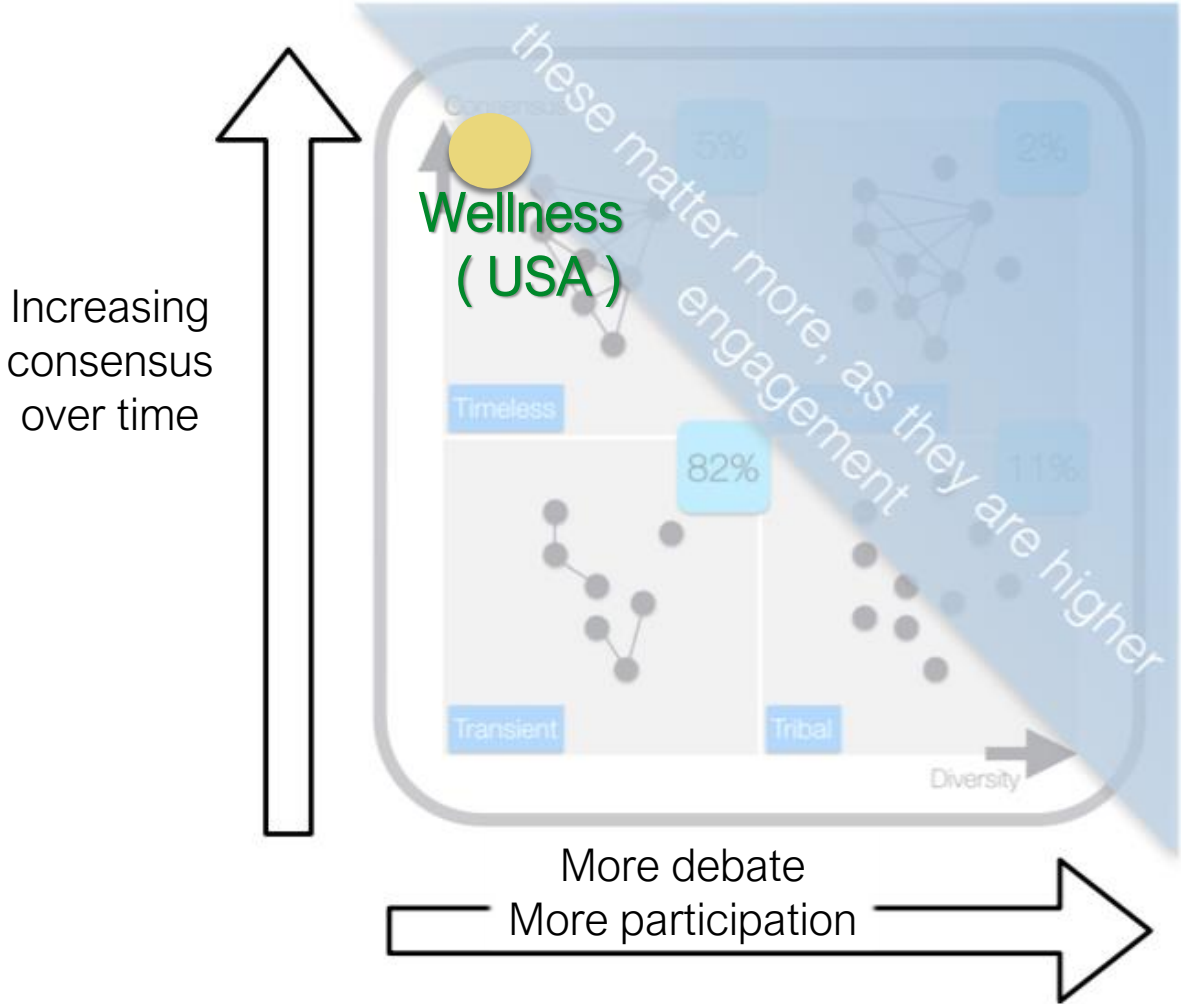 these matter more, as they are higher
engagement
Consensus
5%
2%
Wellness
( USA )
Increasing
consensus
over time
Timeless
82%
11%
Transient
Tribal
Diversity
More debate
More participation